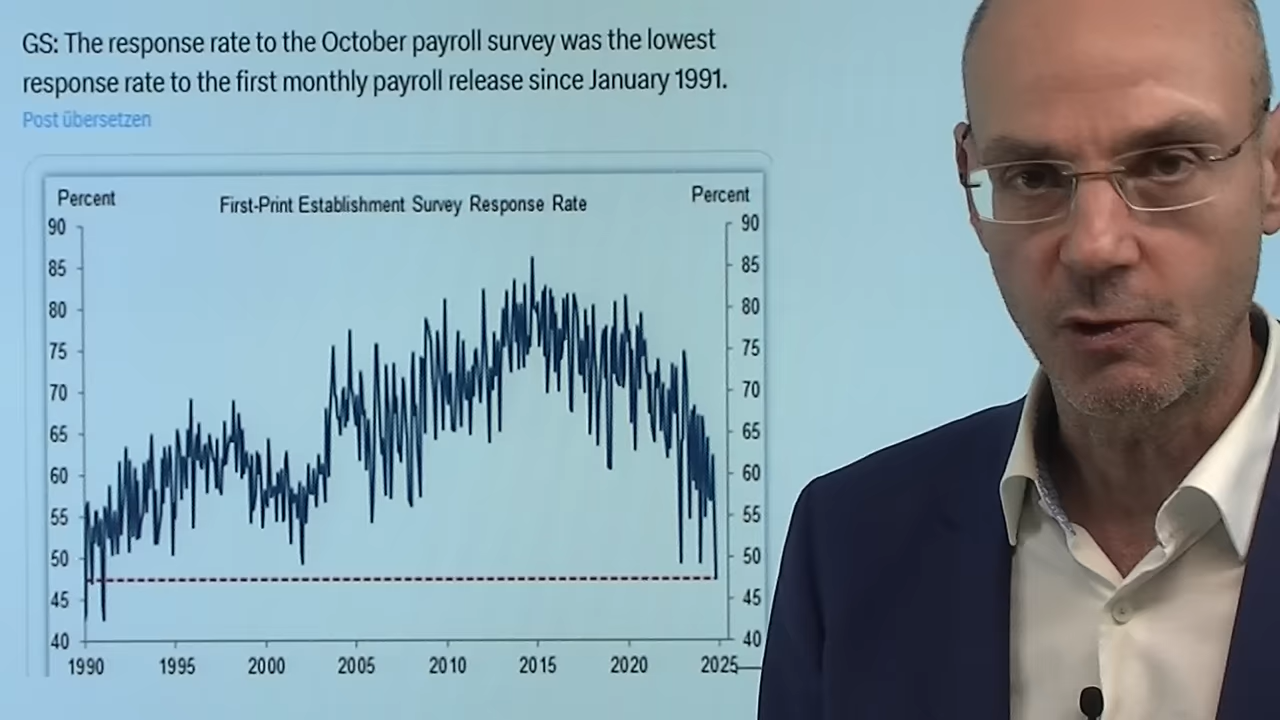 GS: The response rate to the October payroll survey was the lowest
response rate to the first monthly payroll release since January 1991.
Post übersetzen
Percent First-Print Establishment Survey Response Rate Percent
90 90
85 85
80 80
75 75
70 70
65 65
60 60
55 55
50 50
45 45
40 40
1990 1995 2000 2005 2010 2015 2020 2025